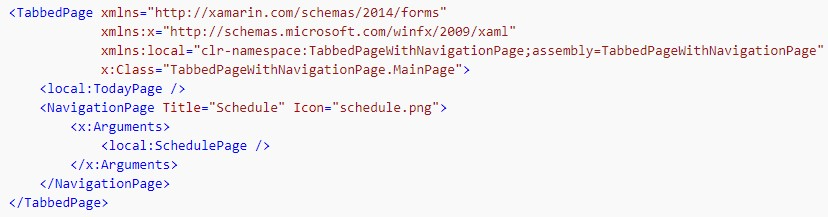 <TabbedPage xmlns="http://xamarin.com/schemas/2014/forms"
            xmlns:x="http://schemas.microsoft.com/winfx/2009/xaml"
            xmlns:local="clr-namespace:TabbedPageWithNavigationPage;assembly=TabbedPageWithNavigationPage"
            x:Class="TabbedPageWithNavigationPage.MainPage">
    <local:TodayPage />
    <NavigationPage Title="Schedule" Icon="schedule.png">
        <x:Arguments>
            <local:SchedulePage />
        </x:Arguments>
    </NavigationPage>
</TabbedPage>